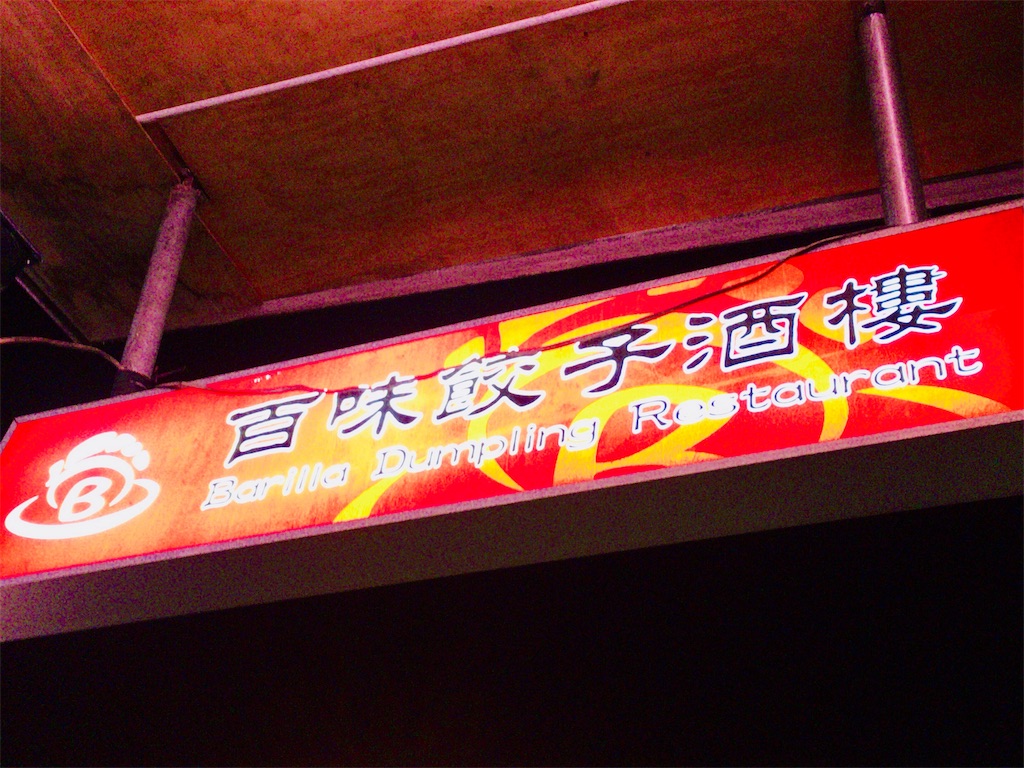 百味餃子酒樓
Barilla Dumpling Restaurant
B